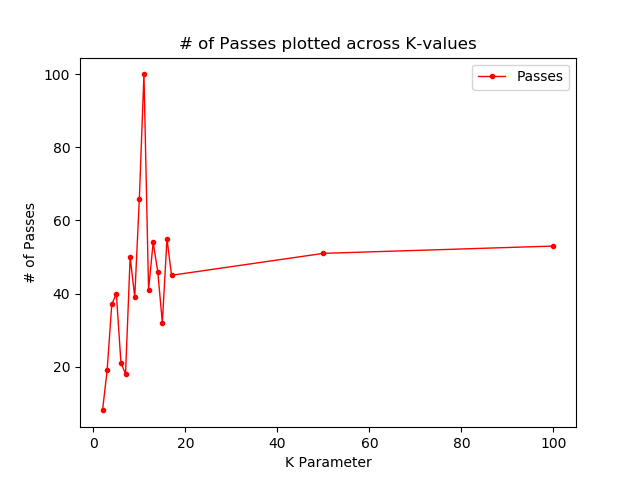 # of Passes plotted across K-values
Passes
# of Passes
100
80
60
40
20
0 20 40 60 80 100
K Parameter